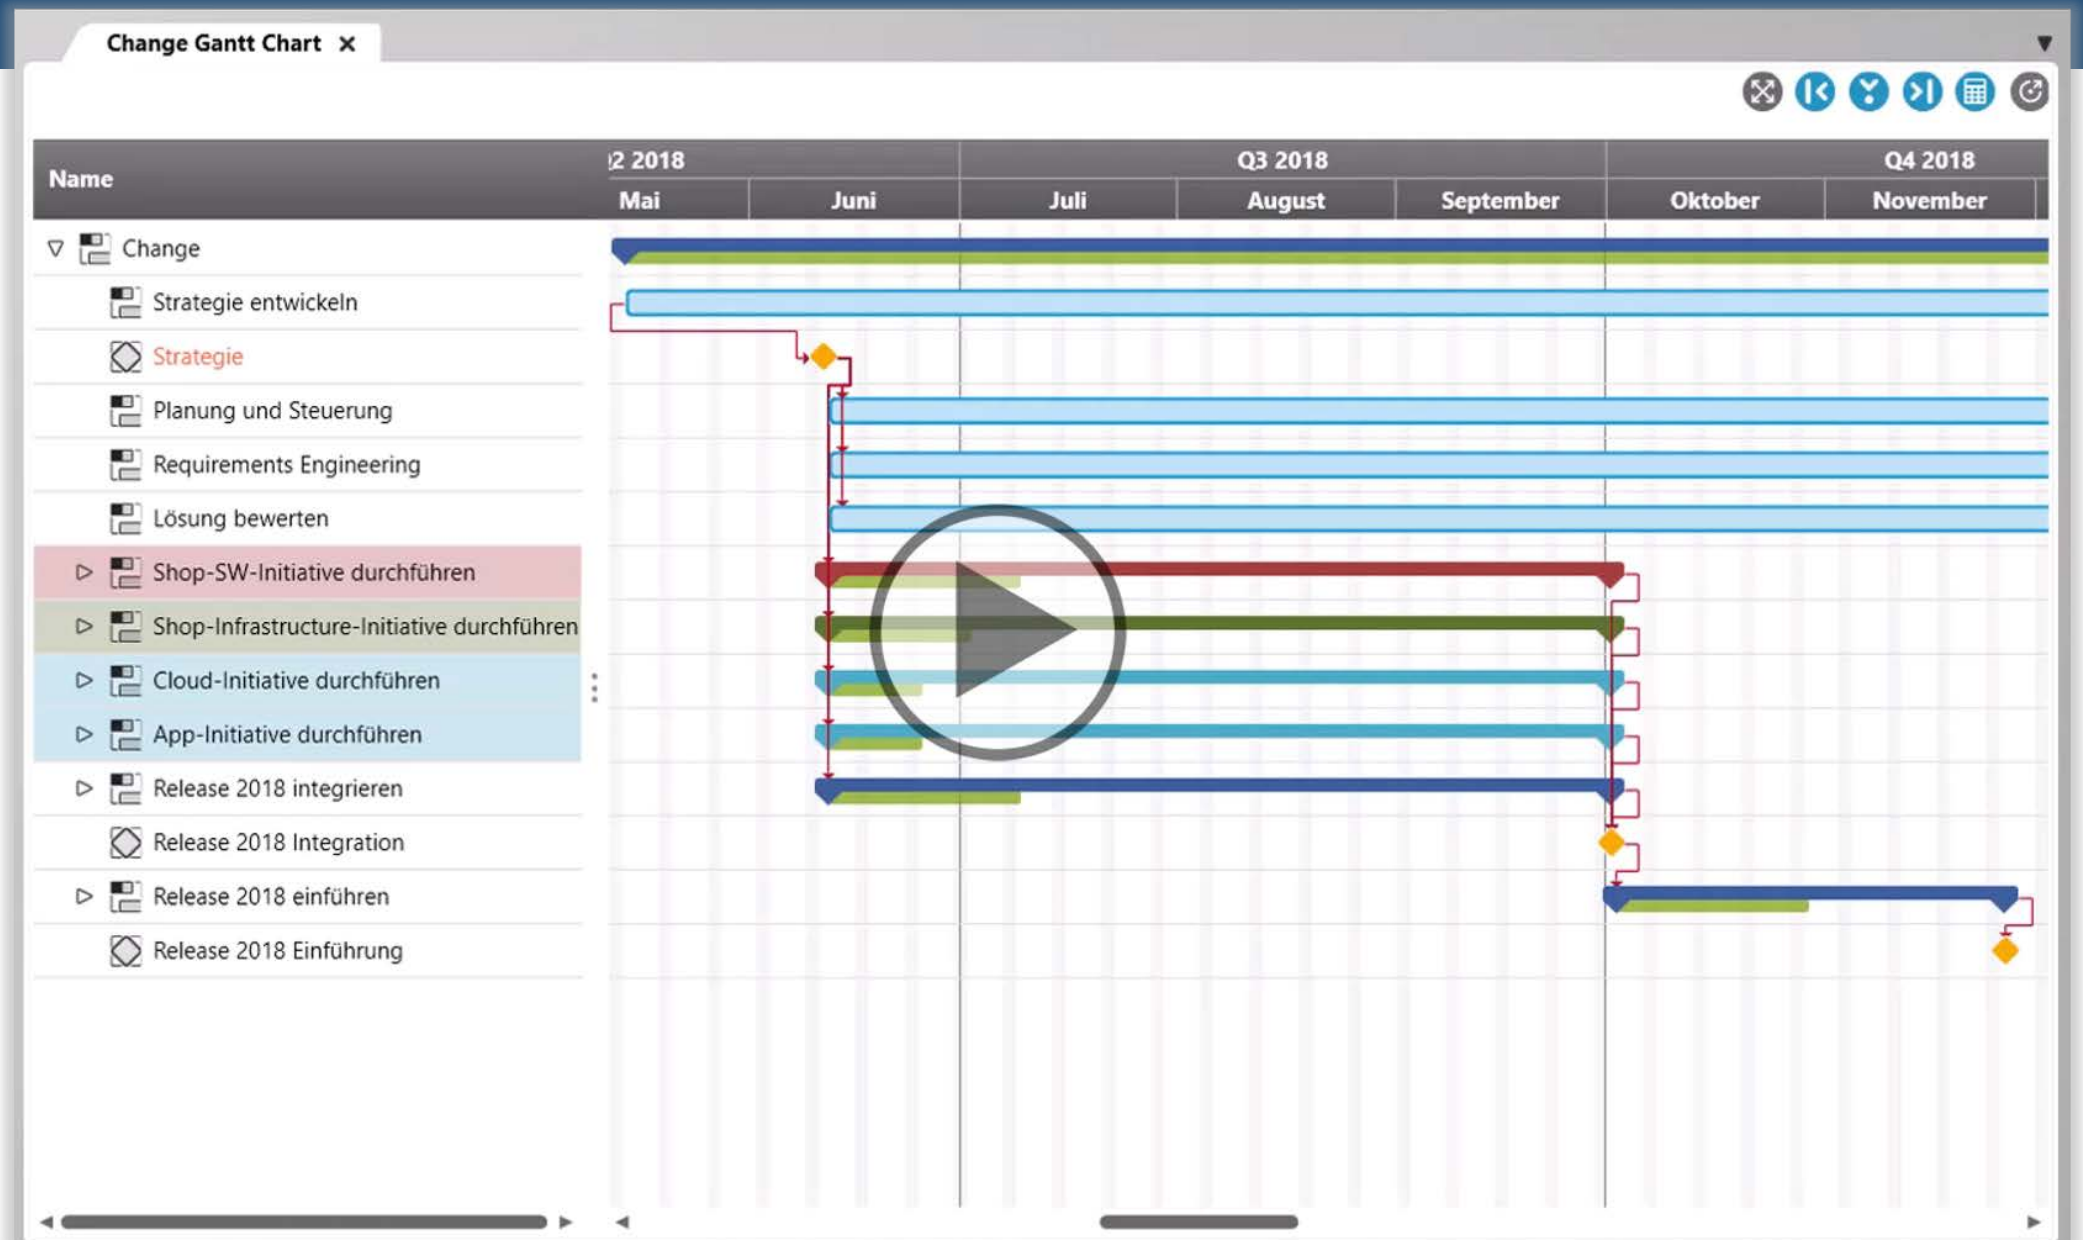 Change Gantt Chart
Name
2 2018
Q3 2018
Q4 2018
Mai
Juni
Juli
August
September
Oktober
November
Change
Strategie entwickeln
Strategie
Planung und Steuerung
Requirements Engineering
Lösung bewerten
Shop-SW-Initiative durchführen
Shop-Infrastructure-Initiative durchführen
Cloud-Initiative durchführen
App-Initiative durchführen
Release 2018 integrieren
Release 2018 Integration
Release 2018 einführen
Release 2018 Einführung